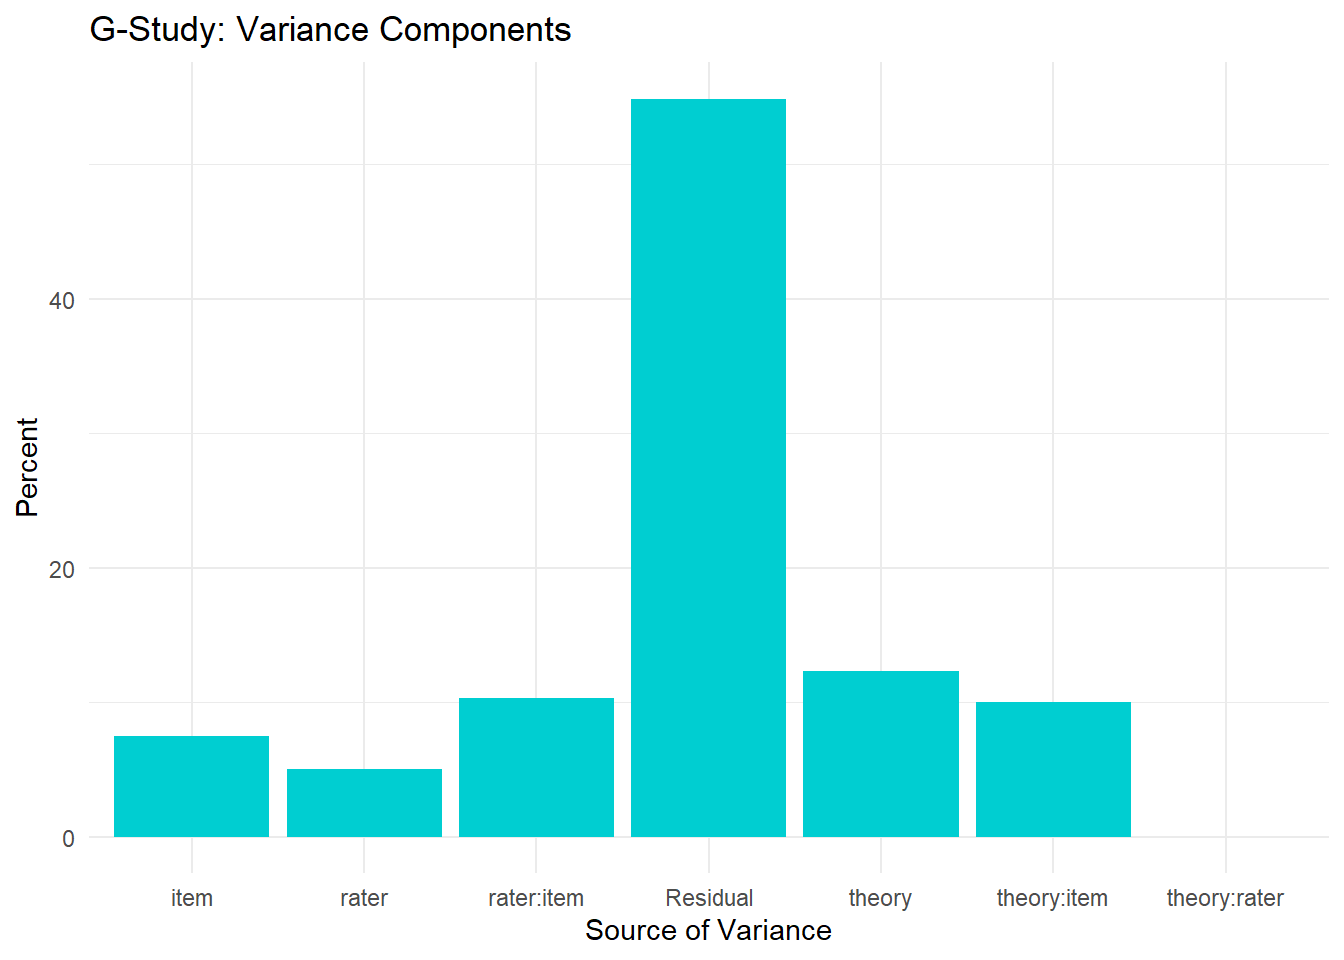 G-Study: Variance Components
Percent
40
20
0
item rater rater:item Residual theory theory:item theory:rater
Source of Variance